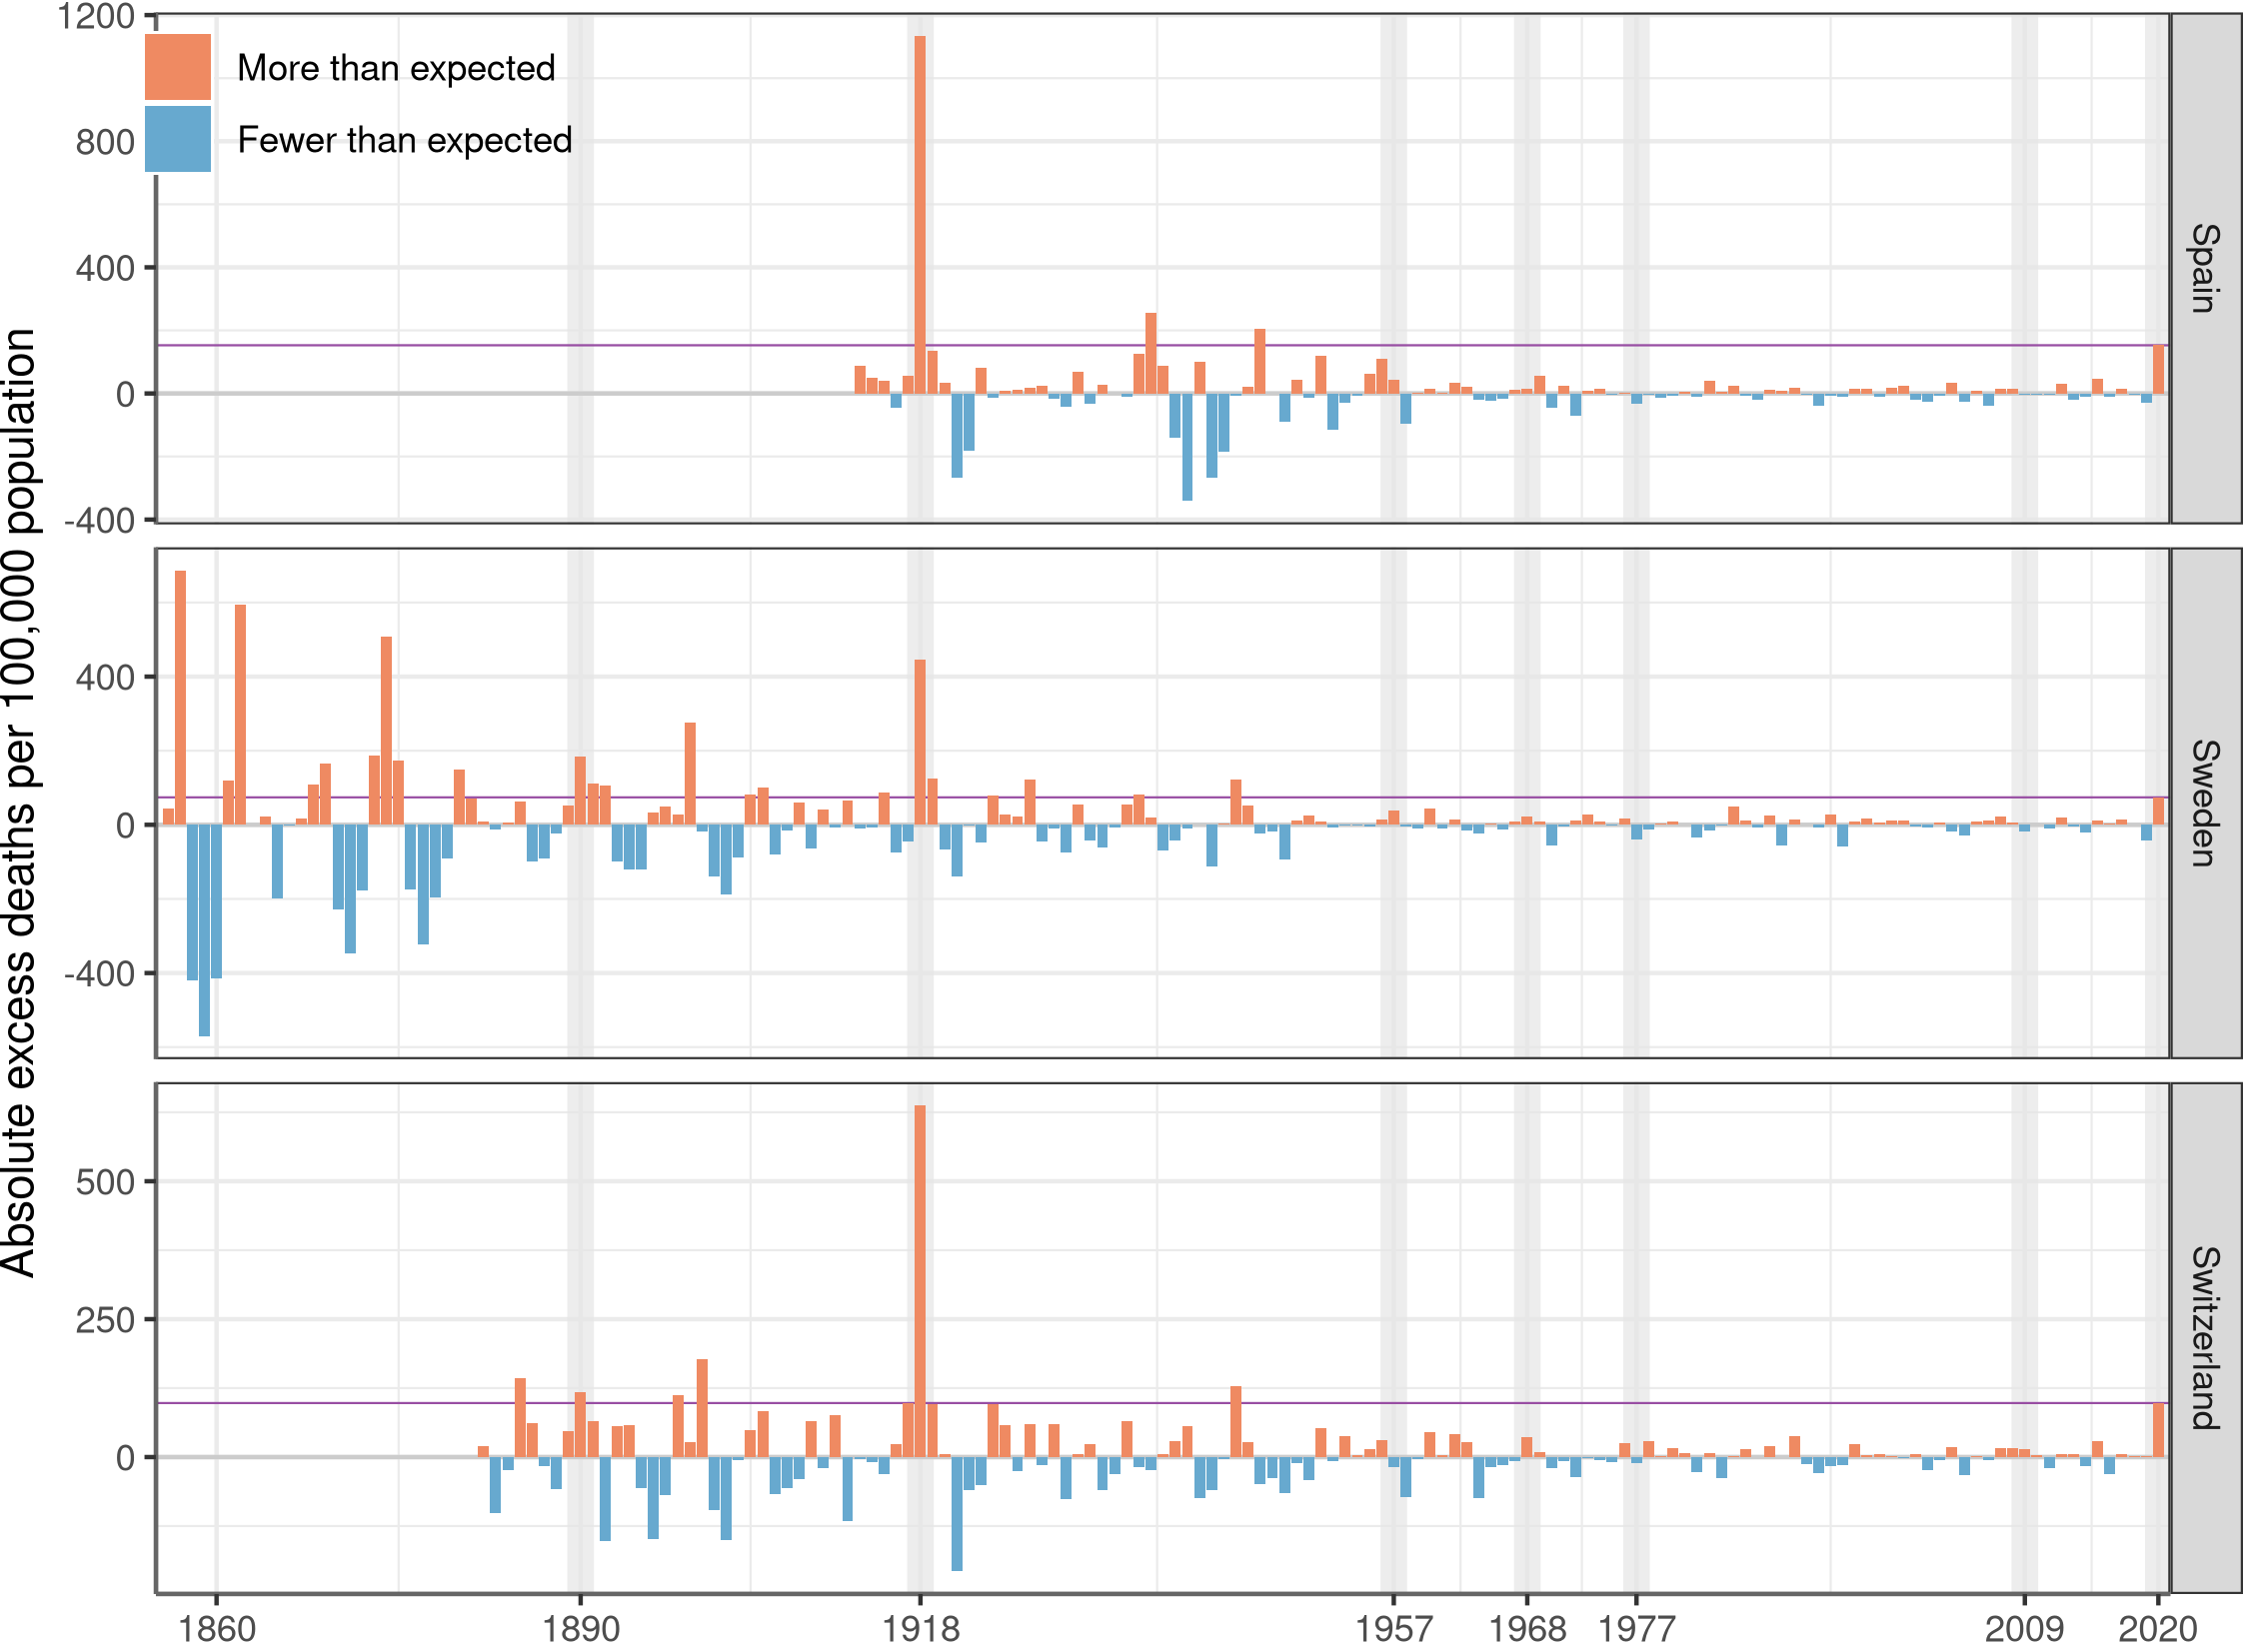 Absolute excess deaths per 100,000 population
More than expected
Fewer than expected
1200
800
400
0
-400
Spain
400
0
-400
Sweden
500
250
0
Switzerland
1860 1890 1918 1957 1968 1977 2009 2020